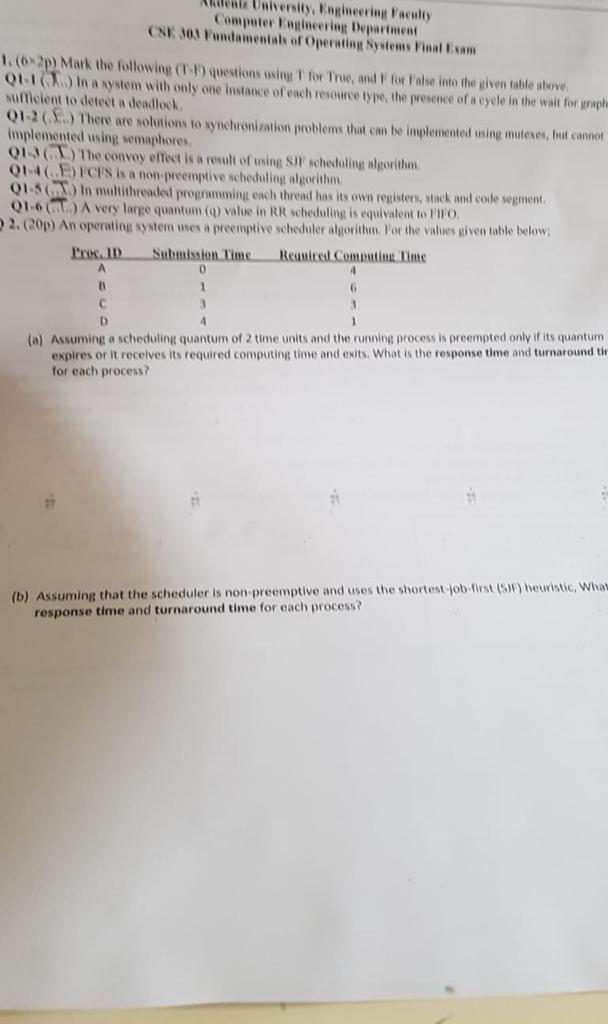 University, Engineering Faculty
Computer Engineering Department
CSE 303 Fundamentals of Operating Systems Final Exam
1. (6×2p) Mark the following (T-F) questions using T for True, and F for False into the given table above.
Q1-1 (.T..) In a system with only one instance of each resource type, the presence of a cycle in the wait for graph
sufficient to detect a deadlock.
Q1-2 (...) There are solutions to synchronization problems that can be implemented using mutexes, but cannot
implemented using semaphores.
Q1-3 (..T.) The convoy effect is a result of using SJF scheduling algorithm.
Q1-4 (..F.) FCFS is a non-preemptive scheduling algorithm.
Q1-5 (..T.) In multithreaded programming each thread has its own registers, stack and code segment.
Q1-6 (..T..) A very large quantum (q) value in RR scheduling is equivalent to FIFO.
2. (20p) An operating system uses a preemptive scheduler algorithm. For the values given table below;
Proc. ID Submission Time Required Computing Time
A 0 4
B 1 6
C 3 3
D 4 1
(a) Assuming a scheduling quantum of 2 time units and the running process is preempted only if its quantum
expires or it receives its required computing time and exits. What is the response time and turnaround
for each process?
(b) Assuming that the scheduler is non-preemptive and uses the shortest-job-first (SJF) heuristic, What
response time and turnaround time for each process?